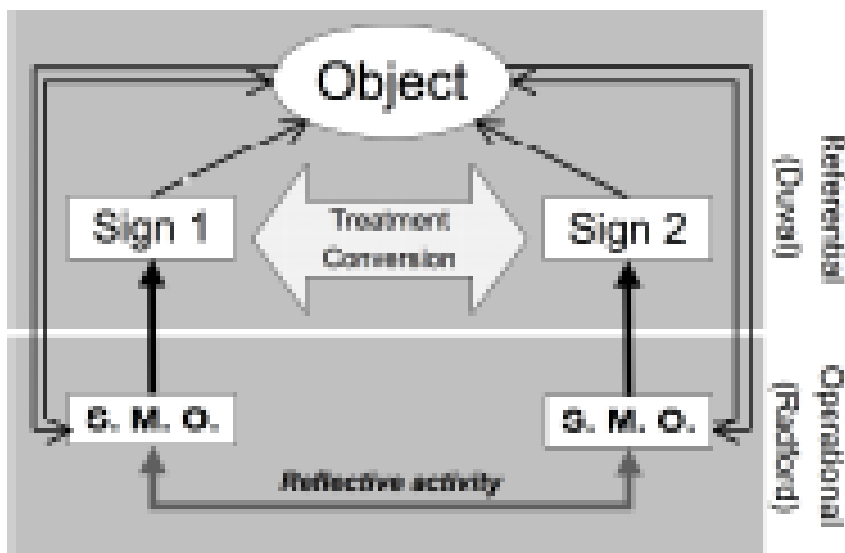 Object
Sign 1
Treatment
Conversion
Sign 2
S. M. O.
S. M. O.
Reflective activity
Referential
(Duval)
Operational
(Radford)